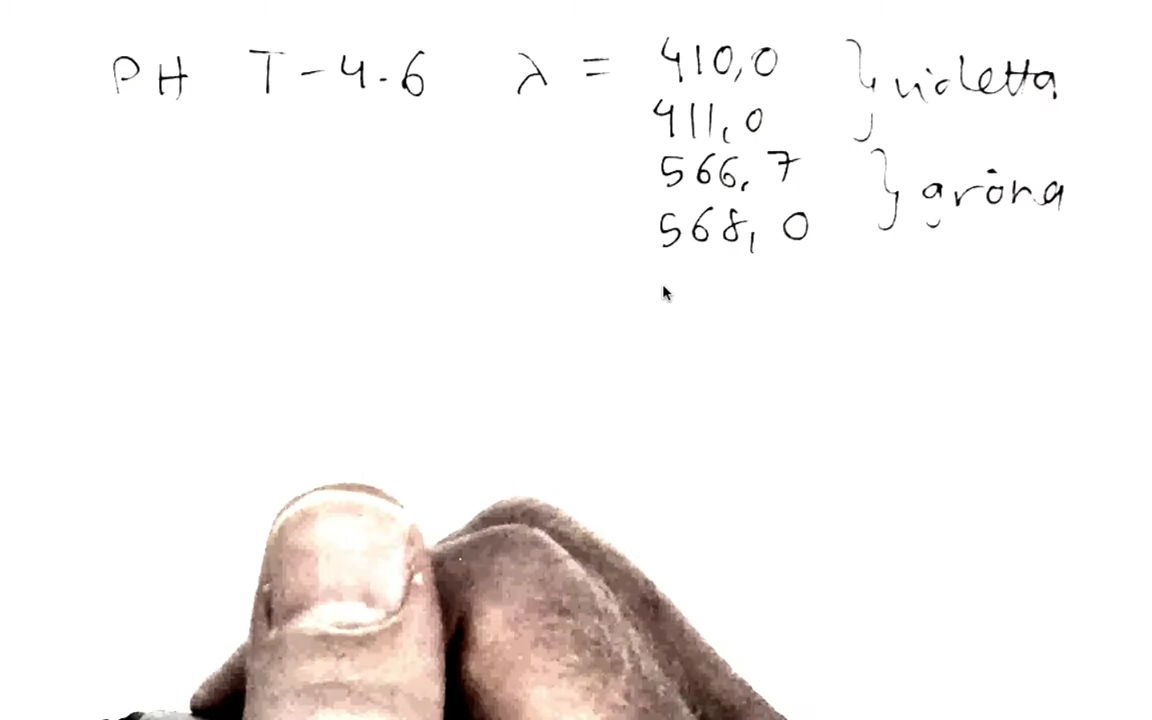 PH T-4.6 λ = 410,0 } violetta
411,0
566,7 } gröna
568,0